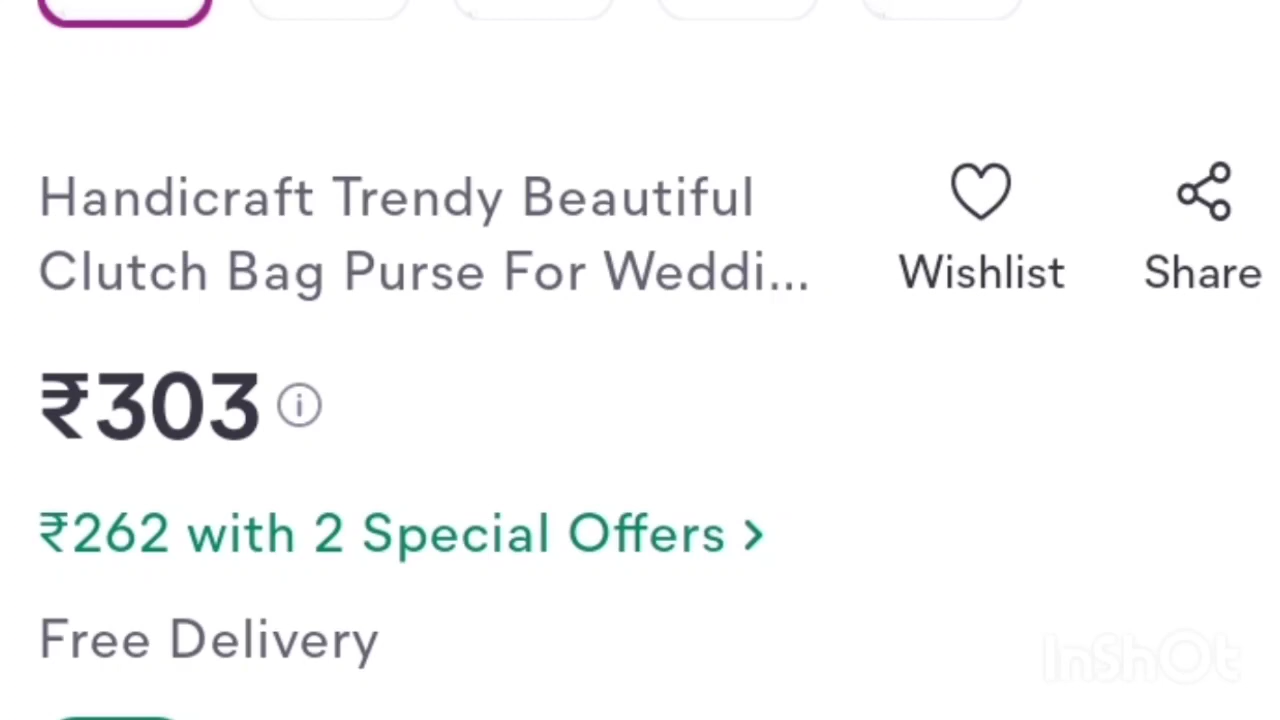 Handicraft Trendy Beautiful
Clutch Bag Purse For Weddi...
Wishlist
Share
₹303
₹262 with 2 Special Offers >
Free Delivery
InShOt